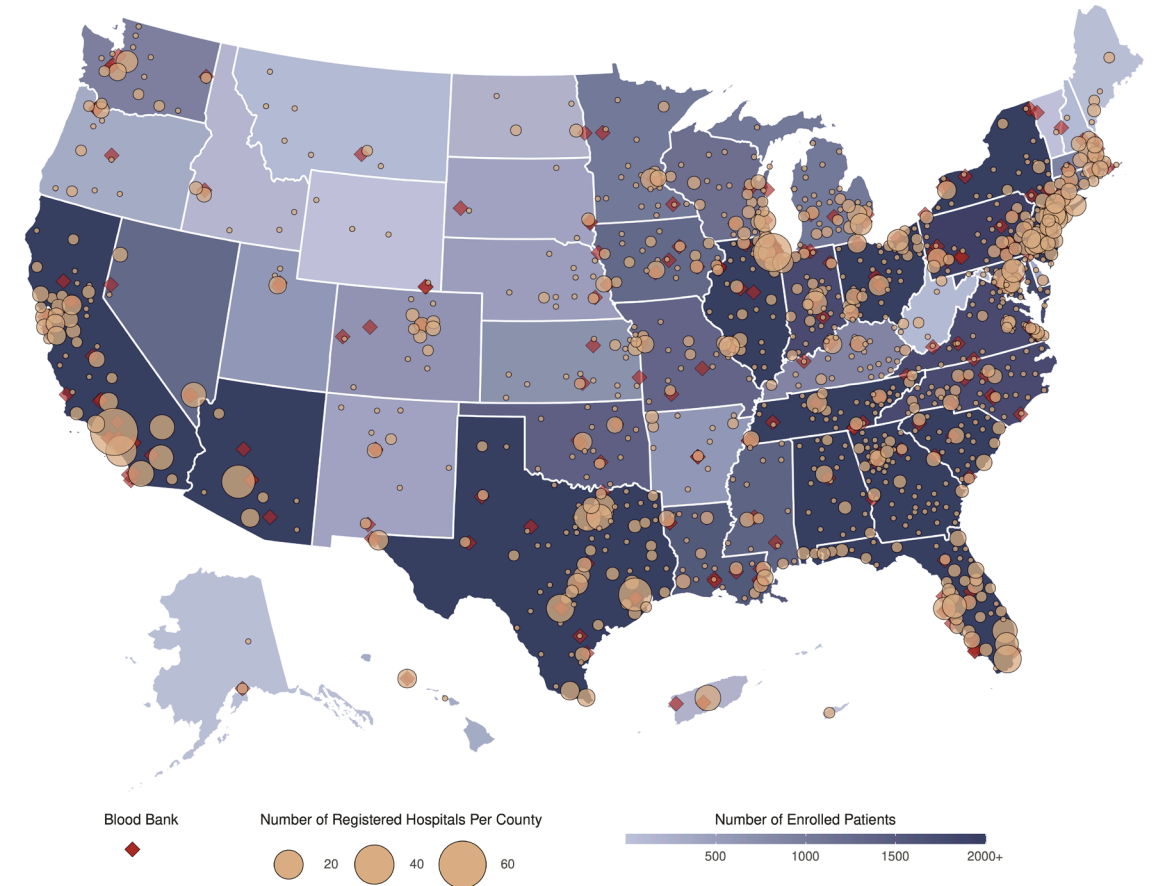 Blood Bank
Number of Registered Hospitals Per County
20 40 60
Number of Enrolled Patients
500 1000 1500 2000+